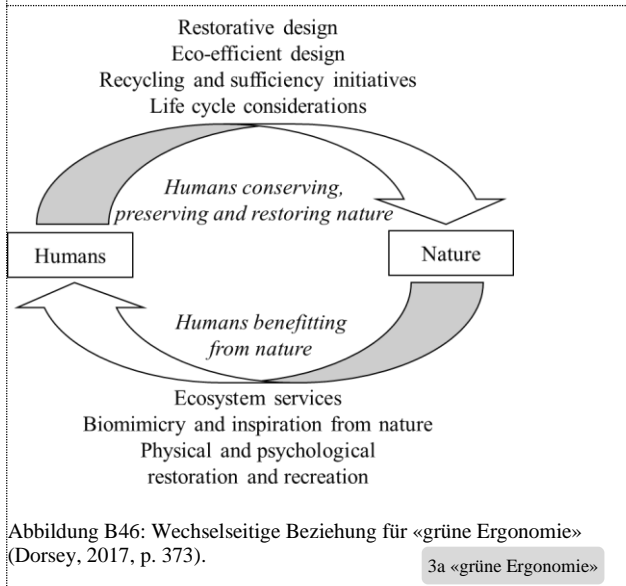 Restorative design
Eco-efficient design
Recycling and sufficiency initiatives
Life cycle considerations
Humans conserving,
preserving and restoring nature
Humans
Nature
Humans benefitting
from nature
Ecosystem services
Biomimicry and inspiration from nature
Physical and psychological
restoration and recreation
Abbildung B46: Wechselseitige Beziehung für «grüne Ergonomie»
(Dorsey, 2017, p. 373).
3a «grüne Ergonomie»